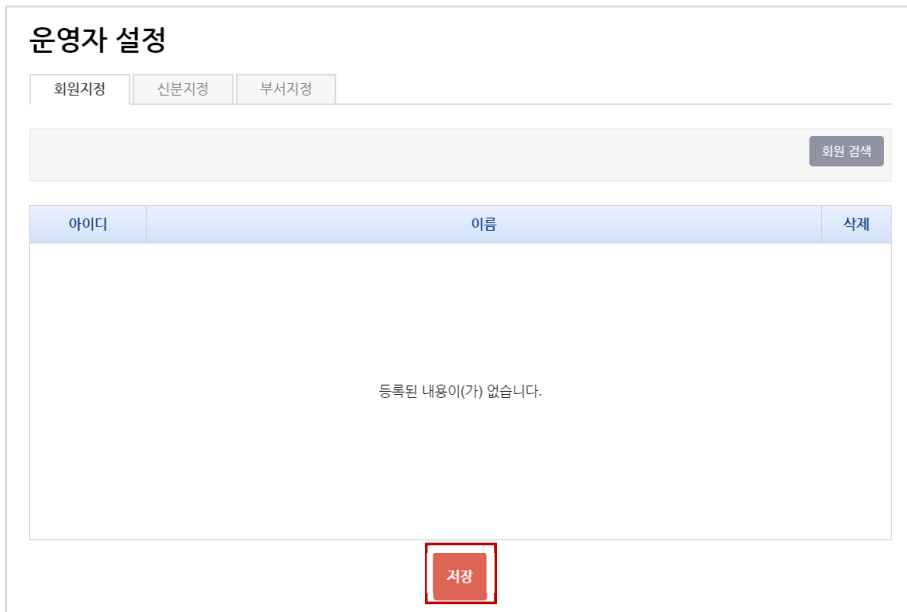 운영자 설정
회원지정 신분지정 부서지정
회원 검색
아이디 이름 삭제
등록된 내용이(가) 없습니다.
저장